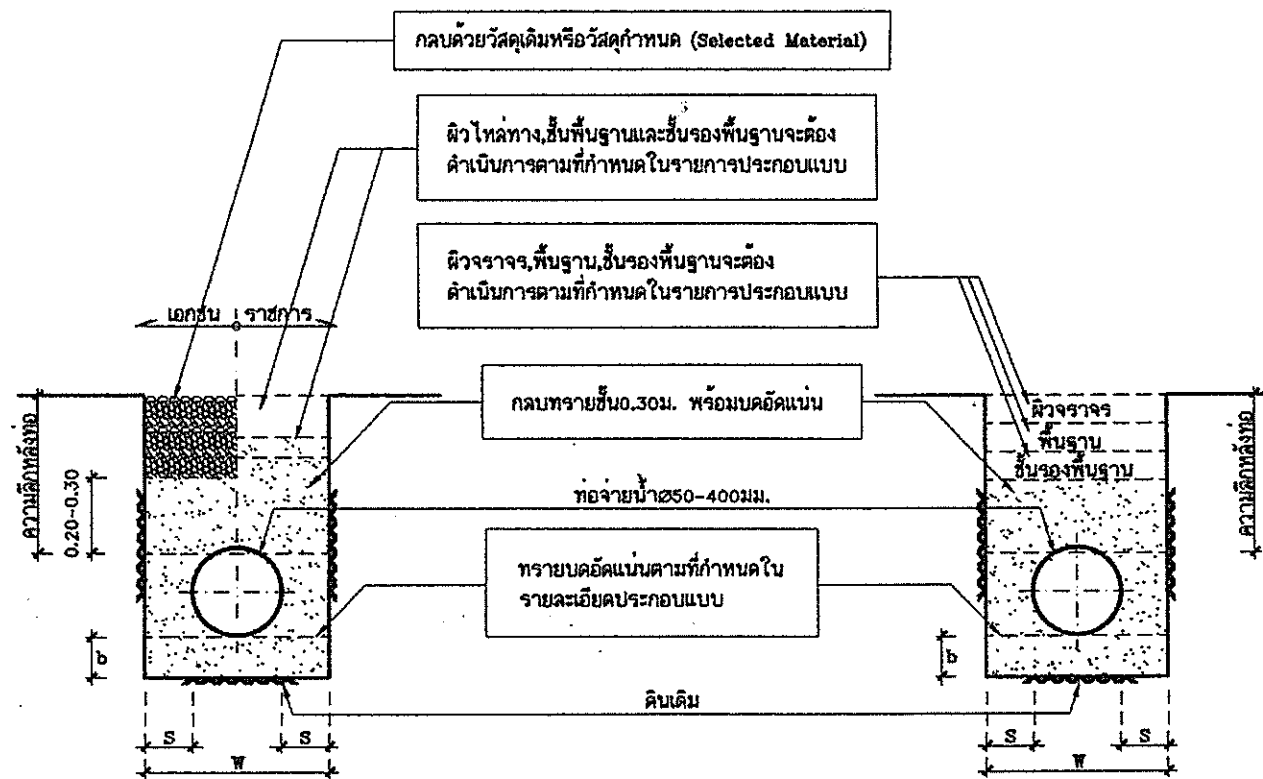 กลบด้วยวัสดุเดิมหรือวัสดุกำหนด (Selected Material)
ผิวไหล่ทาง,ชั้นพื้นฐานและชั้นรองพื้นฐานจะต้อง
ดำเนินการตามที่กำหนดในรายการประกอบแบบ
ผิวจราจร,พื้นฐาน,ชั้นรองพื้นฐานจะต้อง
ดำเนินการตามที่กำหนดในรายการประกอบแบบ
เอกชน ราชการ
กลบทรายชั้น0.30ม. พร้อมบดอัดแน่น
ผิวจราจร
พื้นฐาน
ชั้นรองพื้นฐาน
ความลึกหลังท่อ
0.20-0.30
ท่อจ่ายน้ำØ50-400มม.
ความลึกหลังท่อ
ทรายบดอัดแน่นตามที่กำหนดใน
รายละเอียดประกอบแบบ
ดินเดิม
S
S
W
S
S
W